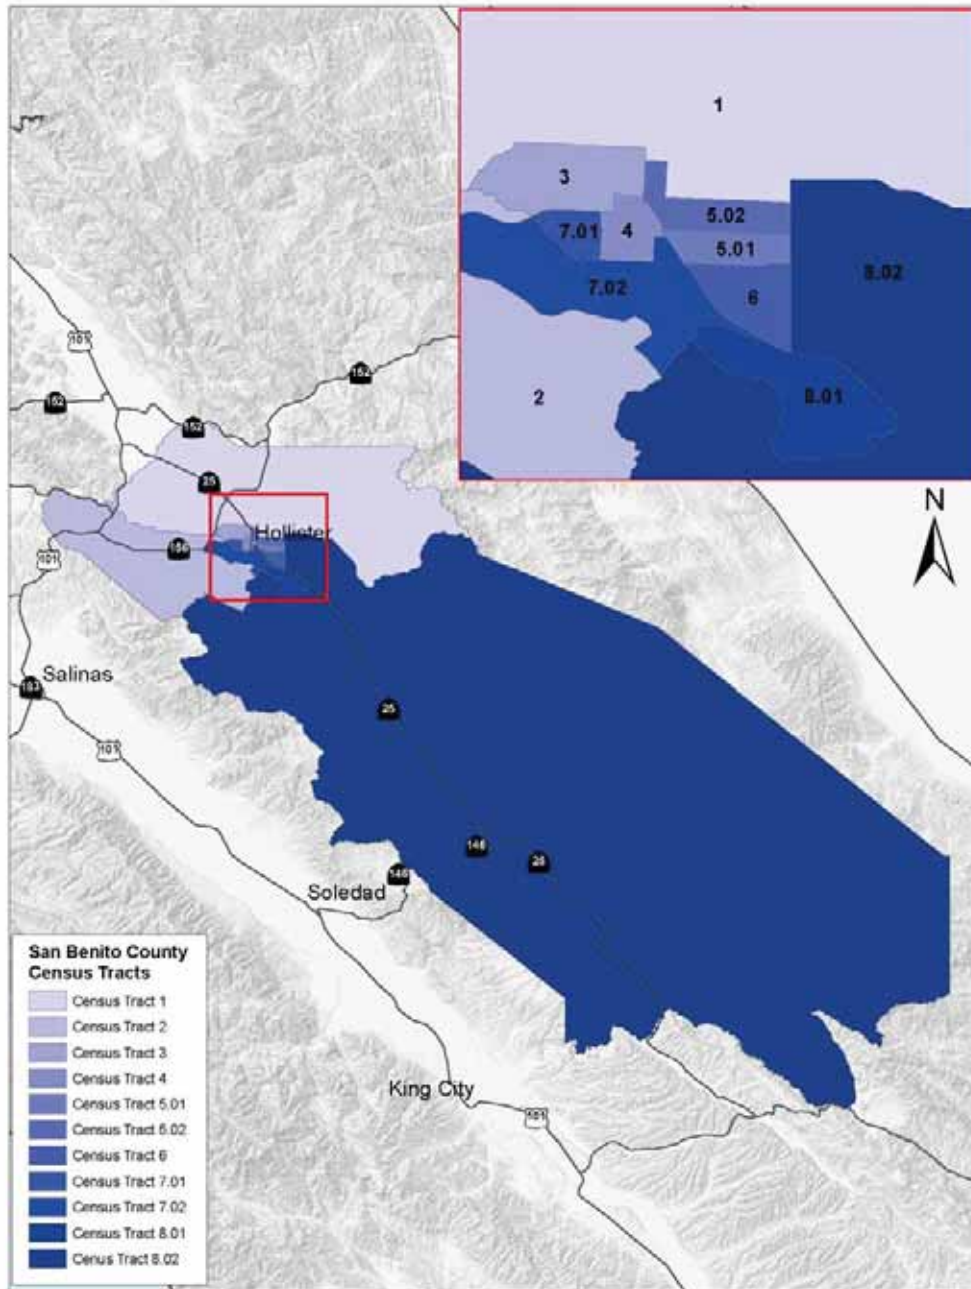 1
3
5.02
7.01
4
5.01
8.02
7.02
6
2
8.01
101
152
152
152
25
N
Hollister
156
101
Salinas
183
25
101
146
25
146
Soledad
San Benito County
Census Tracts
Census Tract 1
Census Tract 2
Census Tract 3
Census Tract 4
Census Tract 5.01
Census Tract 5.02
Census Tract 6
Census Tract 7.01
Census Tract 7.02
Census Tract 8.01
Cenus Tract 8.02
King City
101